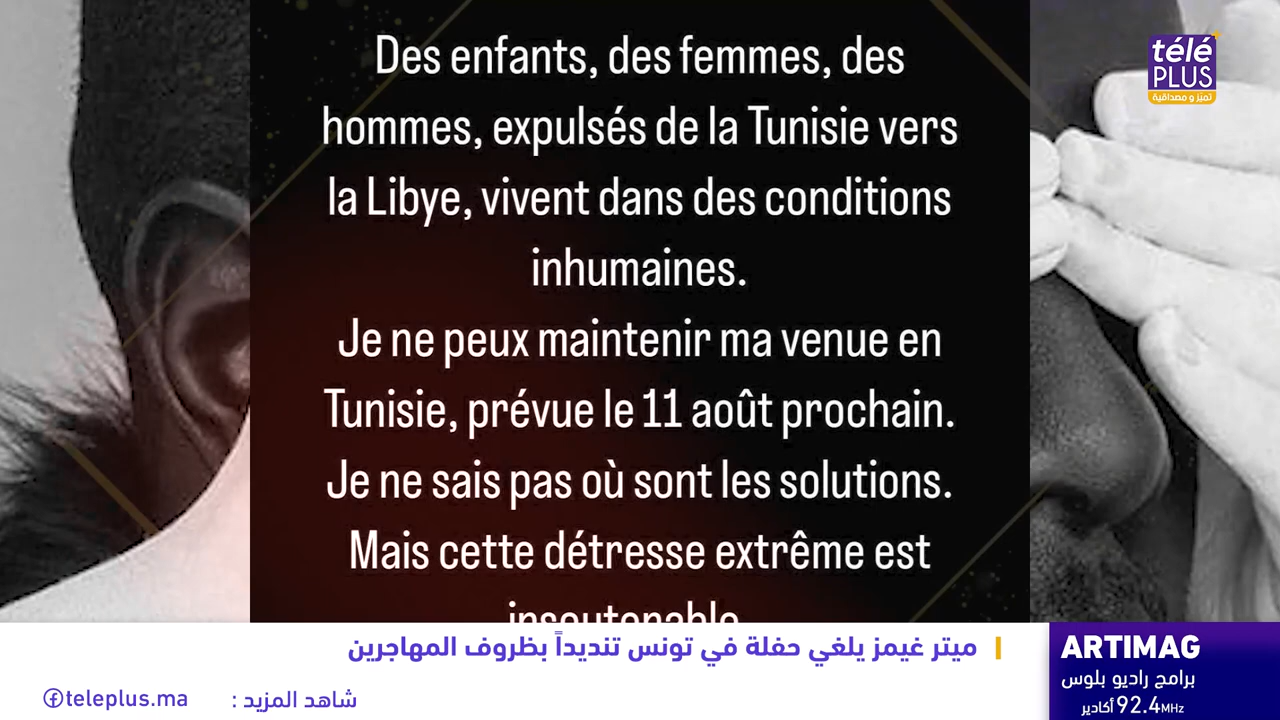 Des enfants, des femmes, des
hommes, expulsés de la Tunisie vers
la Libye, vivent dans des conditions
inhumaines.
Je ne peux maintenir ma venue en
Tunisie, prévue le 11 août prochain.
Je ne sais pas où sont les solutions.
Mais cette détresse extrême est
insoutenable.
télé
PLUS
تميّز و مصداقية
ميتر غيمز يلغي حفلة في تونس تنديداً بظروف المهاجرين
شاهد المزيد :
teleplus.ma
ARTIMAG
برامج راديو بلوس
92.4MHz أكادير